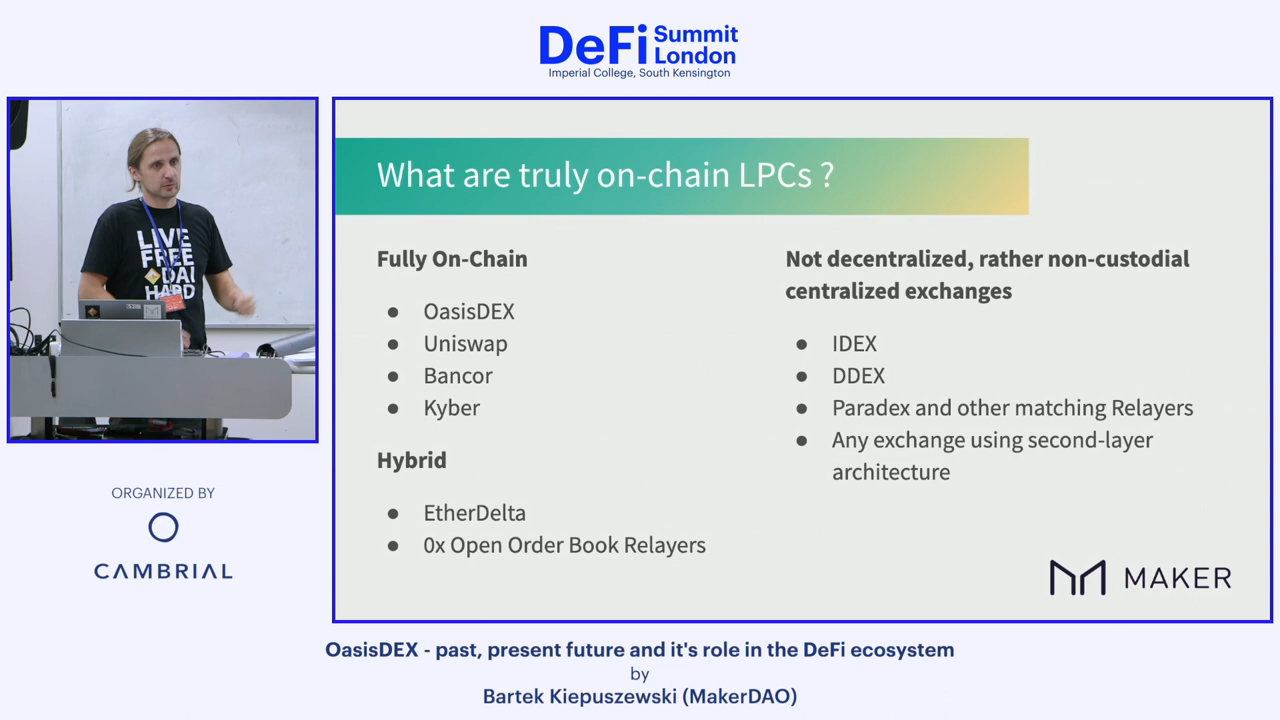 DeFi Summit
London
Imperial College, South Kensington
LIVE
FREE
DAI
HARD
ORGANIZED BY
CAMBRIAL
What are truly on-chain LPCs ?
Fully On-Chain
● OasisDEX
● Uniswap
● Bancor
● Kyber
Hybrid
● EtherDelta
● 0x Open Order Book Relayers
Not decentralized, rather non-custodial
centralized exchanges
● IDEX
● DDEX
● Paradex and other matching Relayers
● Any exchange using second-layer
architecture
MAKER
OasisDEX - past, present future and it's role in the DeFi ecosystem
by
Bartek Kiepuszewski (MakerDAO)